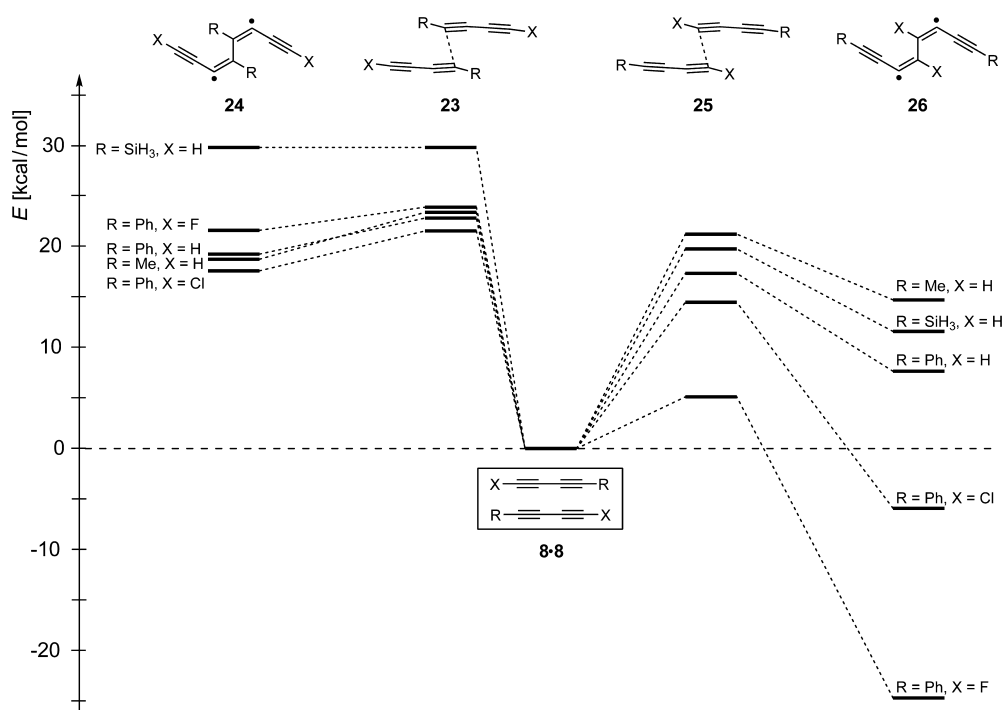 X R • R • X
R X X R
X R R X
R X X R
R X • X • R
24 23 25 26
E [kcal/mol]
30
20
10
0
-10
-20
R = SiH₃, X = H
R = Ph, X = F
R = Ph, X = H
R = Me, X = H
R = Ph, X = Cl
R = Me, X = H
R = SiH₃, X = H
R = Ph, X = H
R = Ph, X = Cl
R = Ph, X = F
X R
R X
8•8